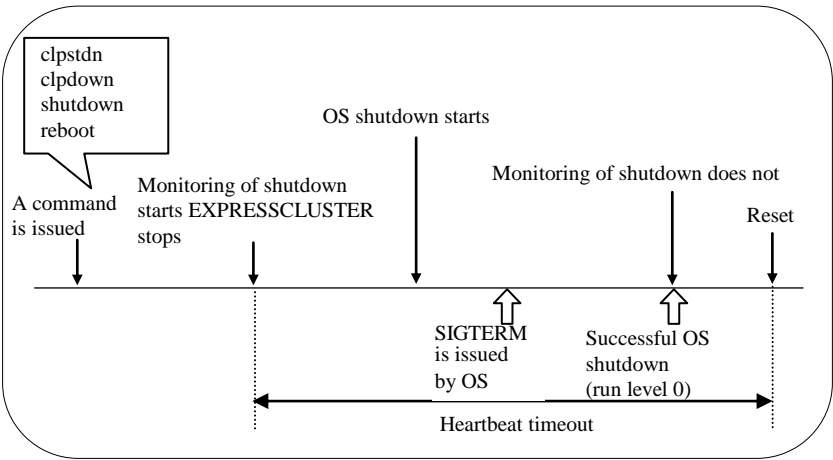 clpstdn
clpdown
shutdown
reboot
A command
is issued
Monitoring of shutdown
starts EXPRESSCLUSTER
stops
OS shutdown starts
Monitoring of shutdown does not
Reset
SIGTERM
is issued
by OS
Successful OS
shutdown
(run level 0)
Heartbeat timeout